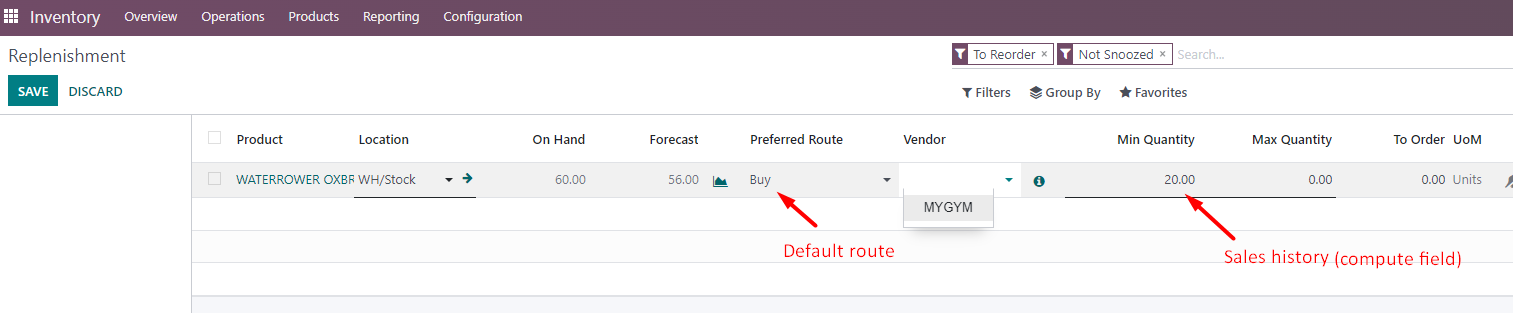 Inventory Overview Operations Products Reporting Configuration
Replenishment
To Reorder × Not Snoozed × Search...
SAVE DISCARD
Filters Group By Favorites
Product Location On Hand Forecast Preferred Route Vendor Min Quantity Max Quantity To Order UoM
WATERROWER OXBR WH/Stock 60.00 56.00 Buy 20.00 0.00 0.00 Units
MYGYM
Default route
Sales history (compute field)